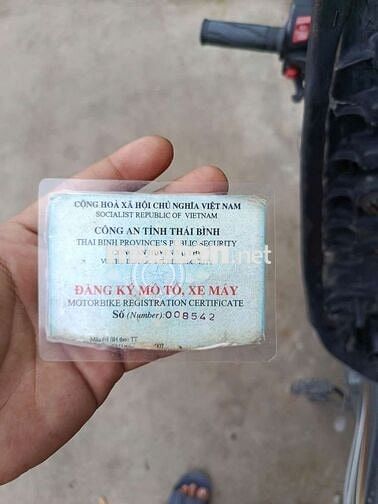 CỘNG HOÀ XÃ HỘI CHỦ NGHĨA VIỆT NAM
SOCIALIST REPUBLIC OF VIETNAM
CÔNG AN TỈNH THÁI BÌNH
THAI BINH PROVINCE'S PUBLIC SECURITY
.net
ĐĂNG KÝ MÔ TÔ, XE MÁY
MOTORBIKE REGISTRATION CERTIFICATE
Số (Number): 008542